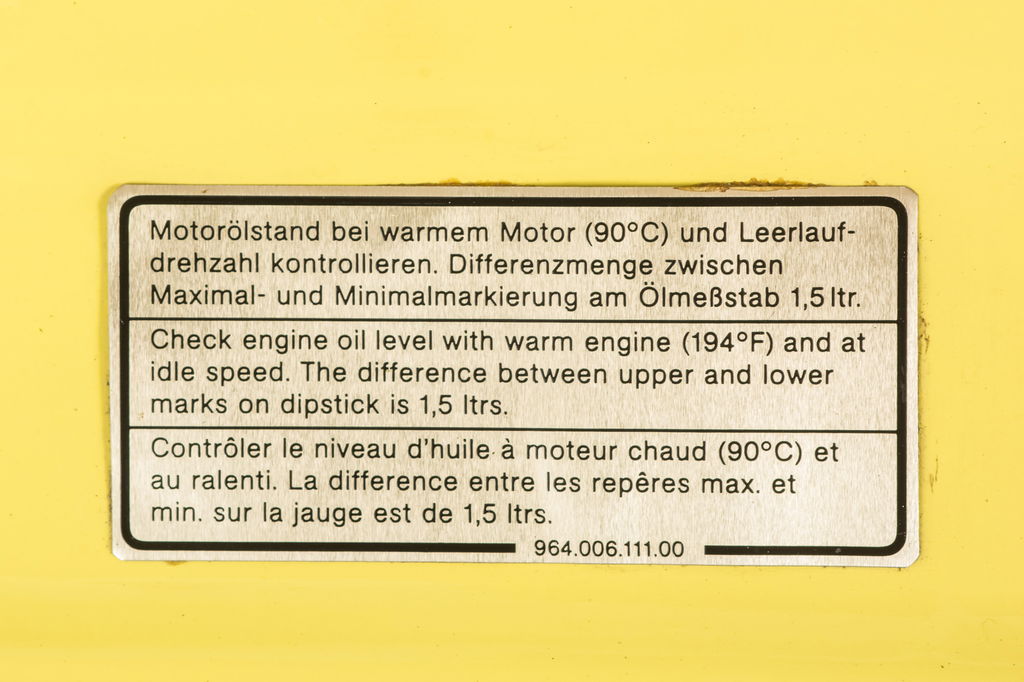 Motorölstand bei warmem Motor (90°C) und Leerlauf-
drehzahl kontrollieren. Differenzmenge zwischen
Maximal- und Minimalmarkierung am Ölmeßstab 1,5 ltr.
Check engine oil level with warm engine (194°F) and at
idle speed. The difference between upper and lower
marks on dipstick is 1,5 ltrs.
Contrôler le niveau d'huile à moteur chaud (90°C) et
au ralenti. La difference entre les repêres max. et
min. sur la jauge est de 1,5 ltrs.
964.006.111.00